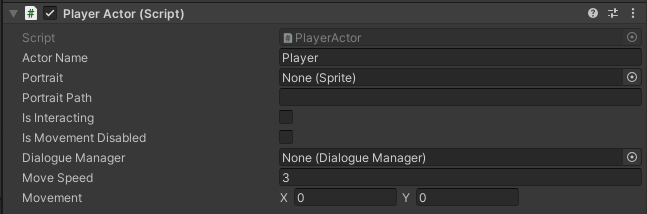 Player Actor (Script)
Script PlayerActor
Actor Name Player
Portrait None (Sprite)
Portrait Path
Is Interacting
Is Movement Disabled
Dialogue Manager None (Dialogue Manager)
Move Speed 3
Movement X 0 Y 0